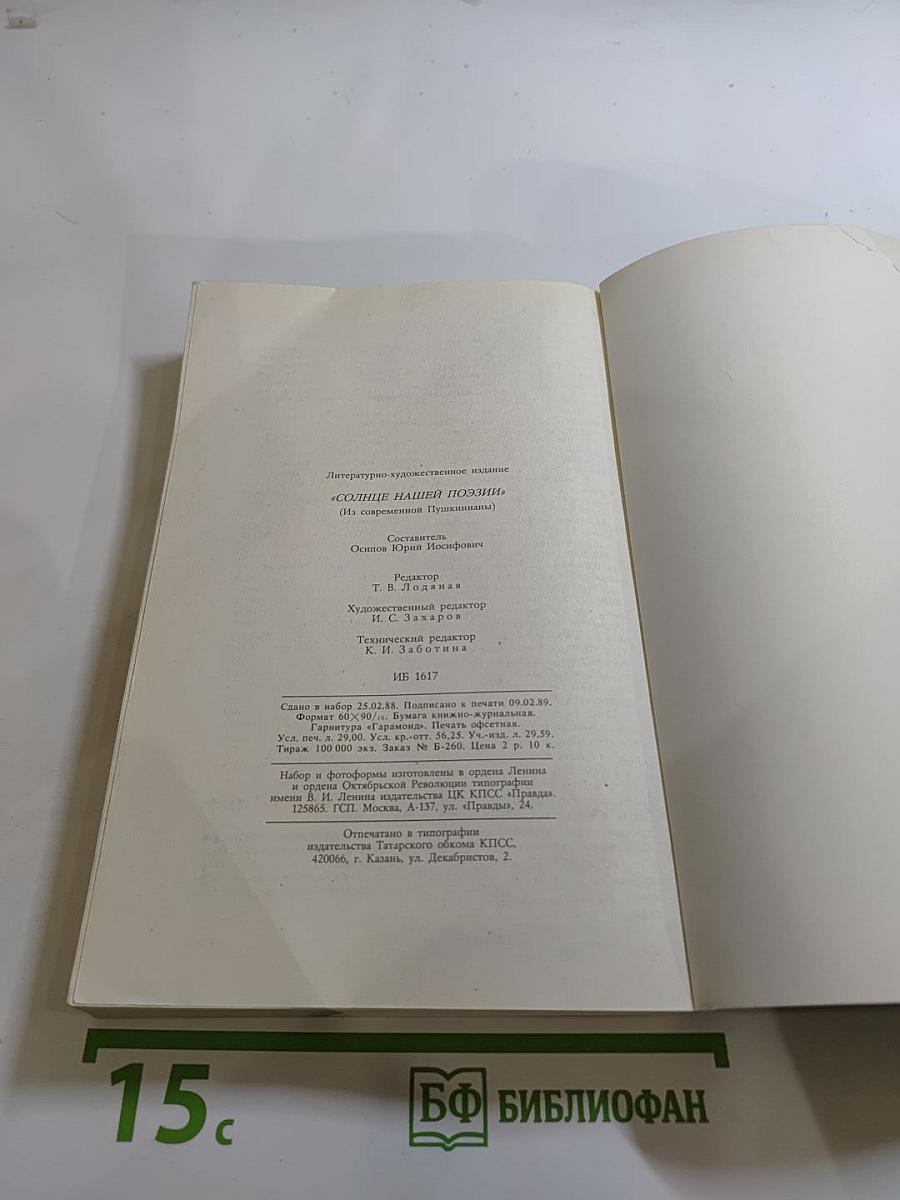 Литературно-художественное издание
«СОЛНЦЕ НАШЕЙ ПОЭЗИИ»
(Из современной Пушкинианы)
Составитель
Осипов Юрий Иосифович
Редактор
Т. В. Лодяная
Художественный редактор
И. С. Захаров
Технический редактор
К. И. Заботина
ИБ 1617
Сдано в набор 25.02.88. Подписано к печати 09.02.89.
Формат 60×90/16. Бумага книжно-журнальная.
Гарнитура «Гарамонд». Печать офсетная.
Усл. печ. л. 29,00. Усл. кр.-отт. 56,25. Уч.-изд. л. 29,59.
Тираж 100 000 экз. Заказ № Б-260. Цена 2 р. 10 к.
Набор и фотоформы изготовлены в ордена Ленина
и ордена Октябрьской Революции типографии
имени В. И. Ленина издательства ЦК КПСС «Правда».
125865. ГСП. Москва, А-137, ул. «Правды», 24.
Отпечатано в типографии
издательства Татарского обкома КПСС,
420066, г. Казань, ул. Декабристов, 2.
15 с
БФ БИБЛИОФАН